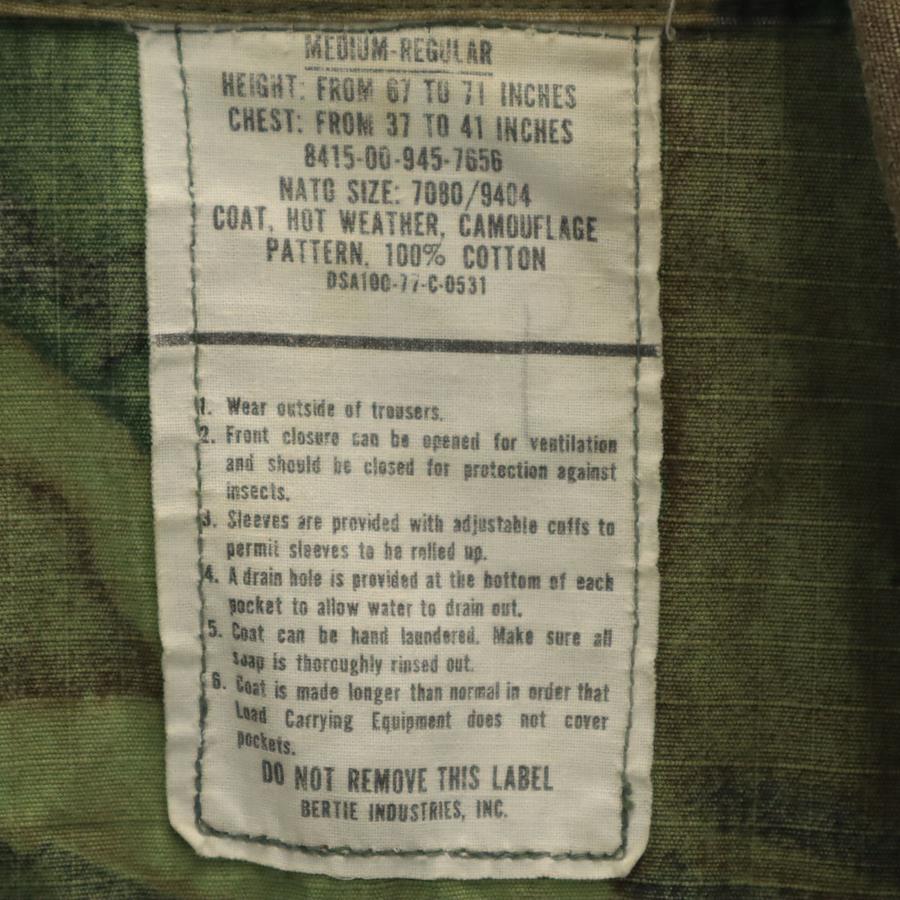 MEDIUM-REGULAR
HEIGHT: FROM 67 TO 71 INCHES
CHEST: FROM 37 TO 41 INCHES
8415-00-945-7656
NATO SIZE: 7080/9404
COAT, HOT WEATHER, CAMOUFLAGE
PATTERN, 100% COTTON
DSA100-77-C-0531
1. Wear outside of trousers.
2. Front closure can be opened for ventilation
and should be closed for protection against
insects.
3. Sleeves are provided with adjustable cuffs to
permit sleeves to be rolled up.
4. A drain hole is provided at the bottom of each
pocket to allow water to drain out.
5. Coat can be hand laundered. Make sure all
soap is thoroughly rinsed out.
6. Coat is made longer than normal in order that
Load Carrying Equipment does not cover
pockets.
DO NOT REMOVE THIS LABEL
BERTIE INDUSTRIES, INC.